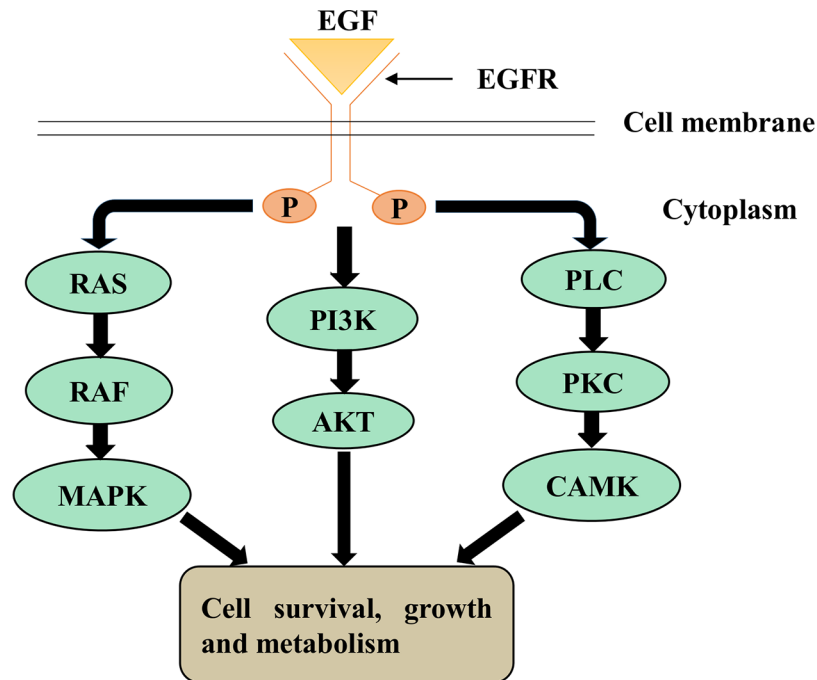 EGF
EGFR
Cell membrane
P
P
Cytoplasm
RAS
PI3K
PLC
RAF
AKT
PKC
MAPK
CAMK
Cell survival, growth
and metabolism